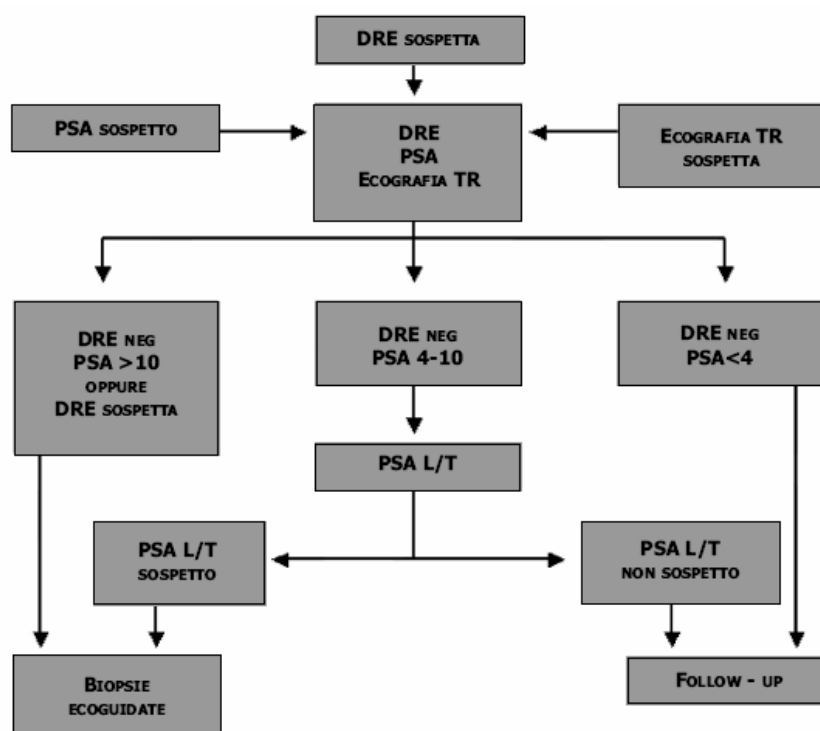 DRE SOSPETTA
PSA SOSPETTO
DRE
PSA
ECOGRAFIA TR
ECOGRAFIA TR
SOSPETTA
DRE NEG
PSA >10
OPPURE
DRE SOSPETTA
DRE NEG
PSA 4-10
DRE NEG
PSA<4
PSA L/T
PSA L/T
SOSPETTO
PSA L/T
NON SOSPETTO
BIOPSIE
ECOGUIDATE
FOLLOW - UP